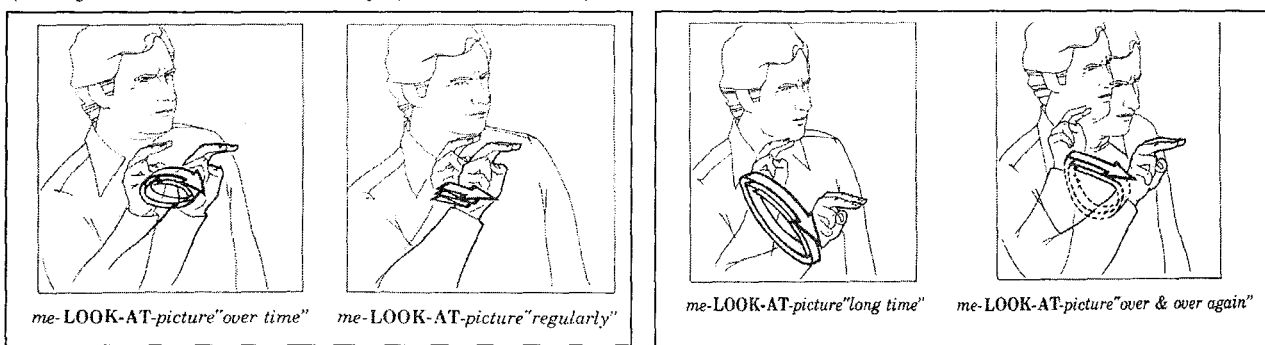 me-LOOK-AT-picture"over time"
me-LOOK-AT-picture"regularly"
me-LOOK-AT-picture"long time"
me-LOOK-AT-picture"over & over again"